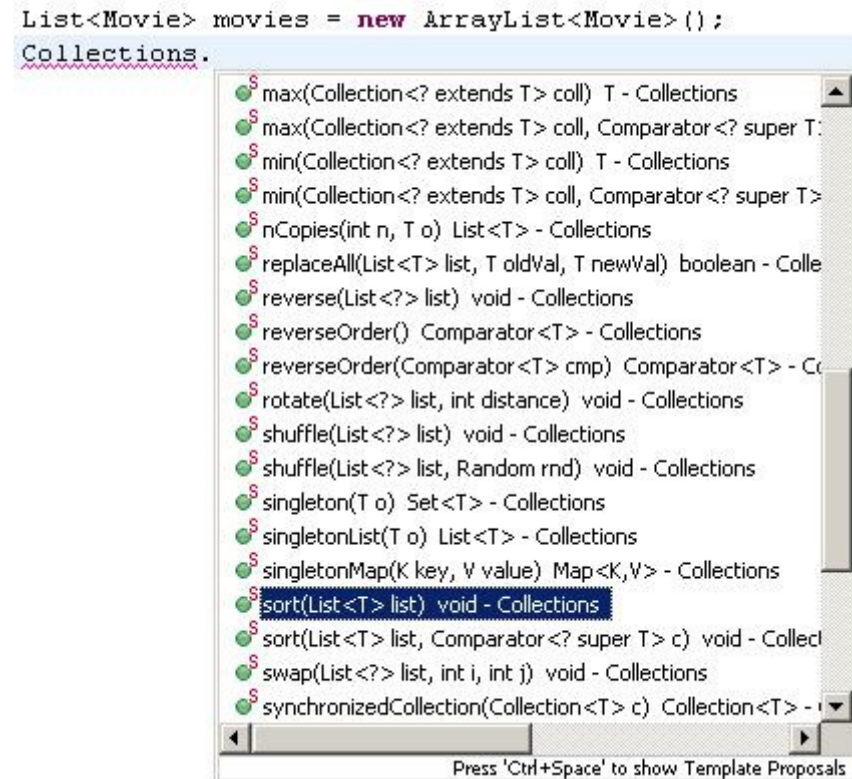 List<Movie> movies = new ArrayList<Movie>();
Collections.
S max(Collection<? extends T> coll) T - Collections
S max(Collection<? extends T> coll, Comparator<? super T
S min(Collection<? extends T> coll) T - Collections
S min(Collection<? extends T> coll, Comparator<? super T>
S nCopies(int n, T o) List<T> - Collections
S replaceAll(List<T> list, T oldVal, T newVal) boolean - Colle
S reverse(List<?> list) void - Collections
S reverseOrder() Comparator<T> - Collections
S reverseOrder(Comparator<T> cmp) Comparator<T> - Co
S rotate(List<?> list, int distance) void - Collections
S shuffle(List<?> list) void - Collections
S shuffle(List<?> list, Random rnd) void - Collections
S singleton(T o) Set<T> - Collections
S singletonList(T o) List<T> - Collections
S singletonMap(K key, V value) Map<K,V> - Collections
S sort(List<T> list) void - Collections
S sort(List<T> list, Comparator<? super T> c) void - Collect
S swap(List<?> list, int i, int j) void - Collections
S synchronizedCollection(Collection<T> c) Collection<T> -
Press 'Ctrl+Space' to show Template Proposals